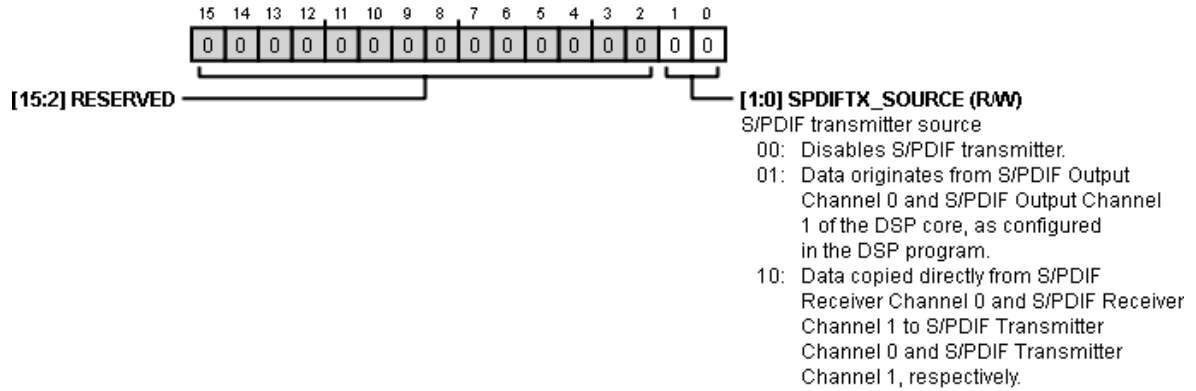 15 14 13 12 11 10 9 8 7 6 5 4 3 2 1 0
0 0 0 0 0 0 0 0 0 0 0 0 0 0 0 0
[15:2] RESERVED
[1:0] SPDIFTX_SOURCE (R/W)
S/PDIF transmitter source
00: Disables S/PDIF transmitter.
01: Data originates from S/PDIF Output
Channel 0 and S/PDIF Output Channel
1 of the DSP core, as configured
in the DSP program.
10: Data copied directly from S/PDIF
Receiver Channel 0 and S/PDIF Receiver
Channel 1 to S/PDIF Transmitter
Channel 0 and S/PDIF Transmitter
Channel 1, respectively.